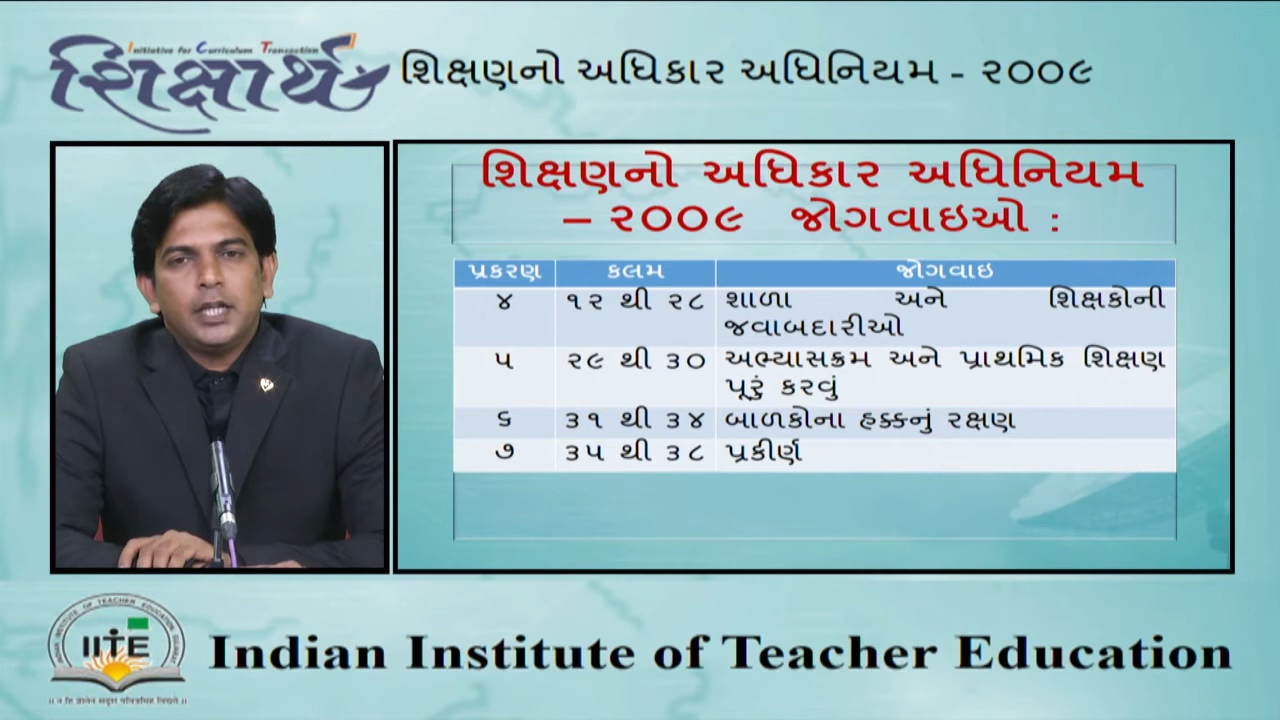 Initiative for Curriculum Transaction
શિક્ષાર્થ
શિક્ષણનો અધિકાર અધિનિયમ - ૨૦૦૯
શિક્ષણનો અધિકાર અધિનિયમ
– ૨૦૦૯ જોગવાઇઓ :
પ્રકરણ કલમ જોગવાઇ
૪ ૧૨ થી ૨૮ શાળા અને શિક્ષકોની
જવાબદારીઓ
૫ ૨૯ થી ૩૦ અભ્યાસક્રમ અને પ્રાથમિક શિક્ષણ
પૂરું કરવું
૬ ૩૧ થી ૩૪ બાળકોના હક્કનું રક્ષણ
૭ ૩૫ થી ૩૮ પ્રકીર્ણ
IITE
Indian Institute of Teacher Education